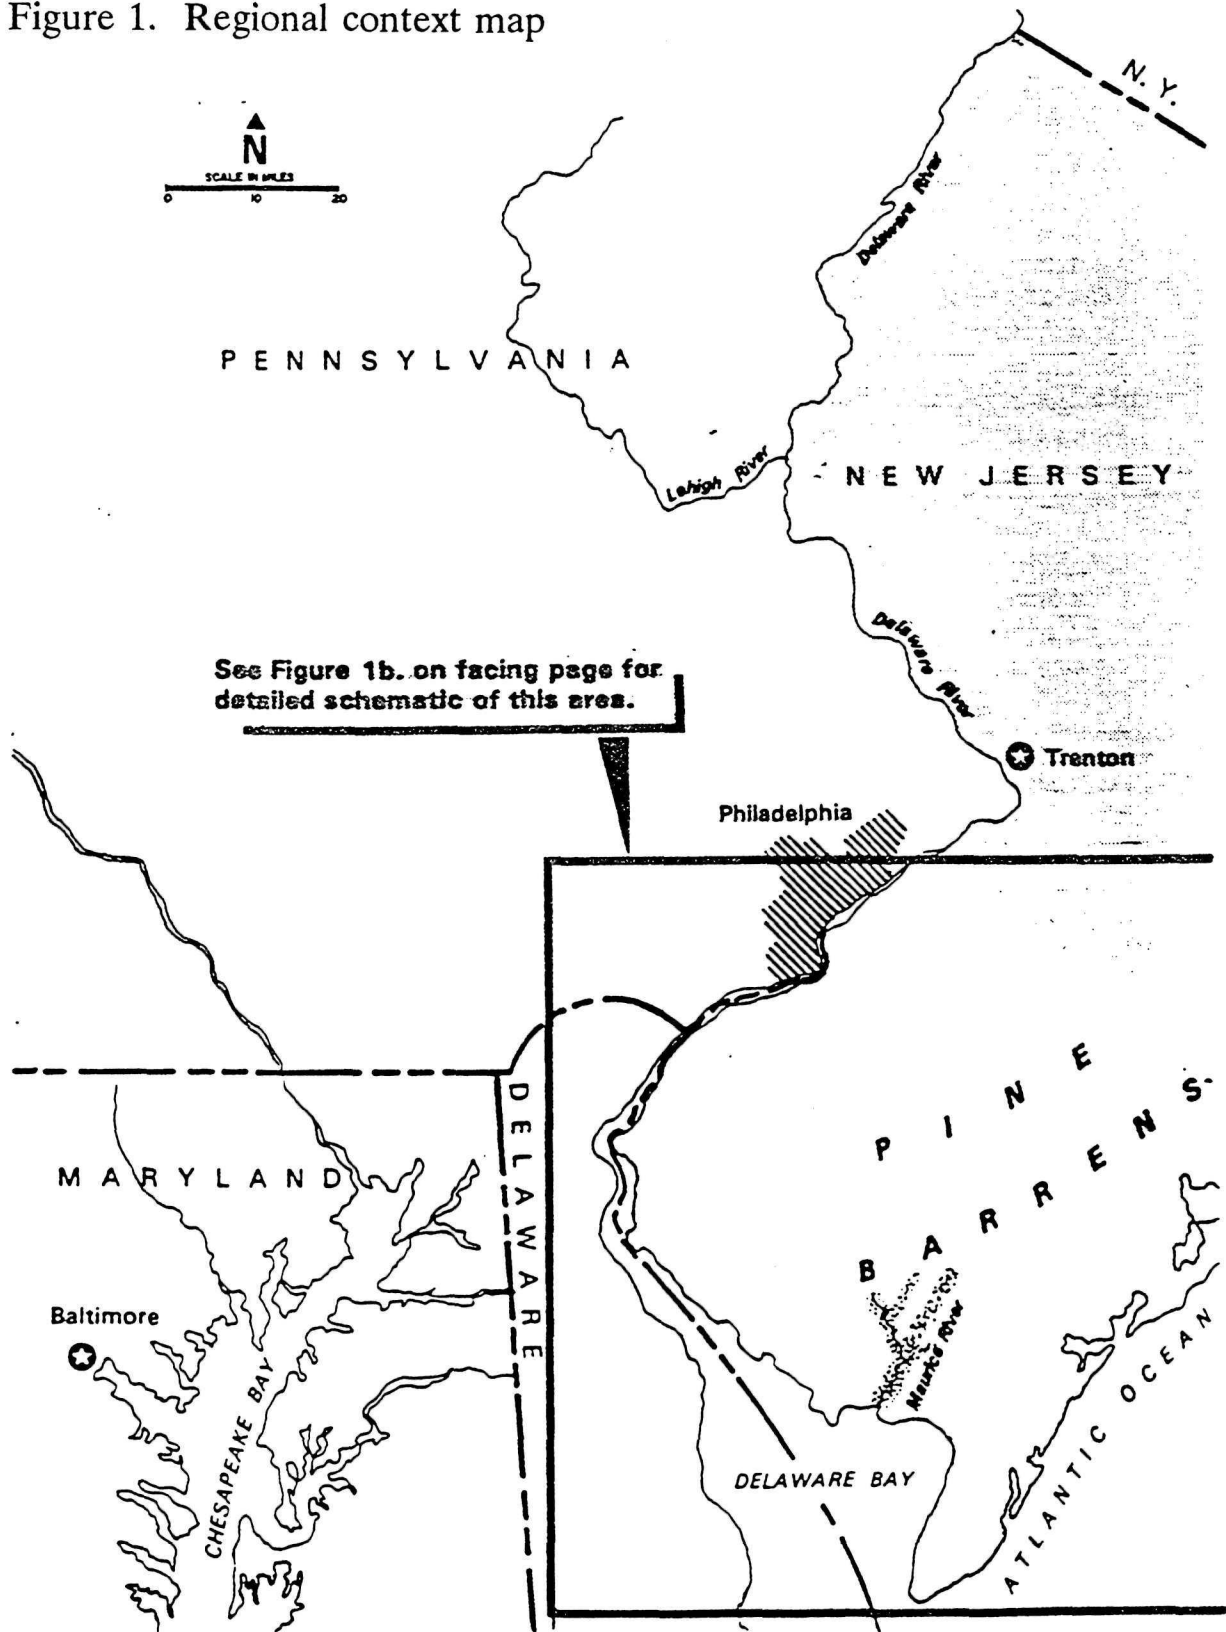 Figure 1. Regional context map
N. Y.
N
SCALE IN MILES
0 10 20
Delaware River
PENNSYLVANIA
Lehigh River
NEW JERSEY
Delaware River
See Figure 1b. on facing page for
detailed schematic of this area.
Trenton
Philadelphia
DELAWARE
PINE
BARRENS
MARYLAND
Baltimore
CHESAPEAKE BAY
Maurice River
DELAWARE BAY
ATLANTIC OCEAN